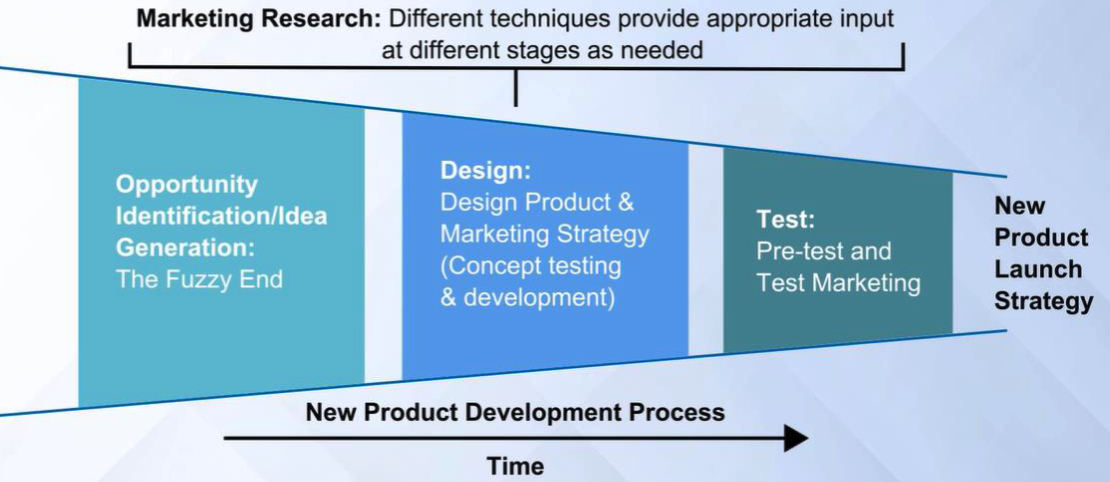 Marketing Research: Different techniques provide appropriate input
at different stages as needed
Opportunity
Identification/Idea
Generation:
The Fuzzy End
Design:
Design Product &
Marketing Strategy
(Concept testing
& development)
Test:
Pre-test and
Test Marketing
New
Product
Launch
Strategy
New Product Development Process
Time